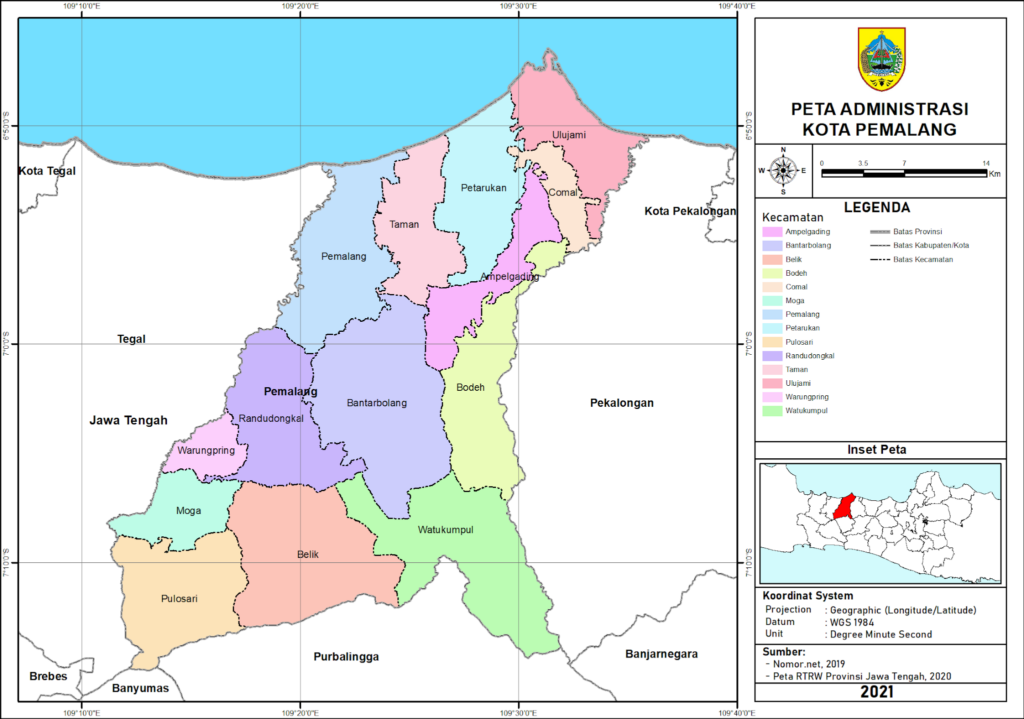 109°10'0"E
109°20'0"E
109°30'0"E
109°40'0"E
6°50'0"S
7°0'0"S
7°10'0"S
6°50'0"S
7°0'0"S
7°10'0"S
Ulujami
Kota Tegal
Petarukan
Comal
Kota Pekalongan
Taman
Pemalang
Ampelgading
Tegal
Bodeh
Pemalang
Bantarbolang
Pekalongan
Jawa Tengah
Randudongkal
Warungpring
Moga
Watukumpul
Belik
Pulosari
Purbalingga
Banjarnegara
Brebes
Banyumas
109°10'0"E
109°20'0"E
109°30'0"E
109°40'0"E
PETA ADMINISTRASI
KOTA PEMALANG
N
W E
S
0 3.5 7 14
Km
LEGENDA
Kecamatan
Ampelgading
Bantarbolang
Belik
Bodeh
Comal
Moga
Pemalang
Petarukan
Pulosari
Randudongkal
Taman
Ulujami
Warungpring
Watukumpul
Batas Provinsi
Batas Kabupaten/Kota
Batas Kecamatan
Inset Peta
Koordinat System
Projection : Geographic (Longitude/Latitude)
Datum : WGS 1984
Unit : Degree Minute Second
Sumber:
- Nomor.net, 2019
- Peta RTRW Provinsi Jawa Tengah, 2020
2021